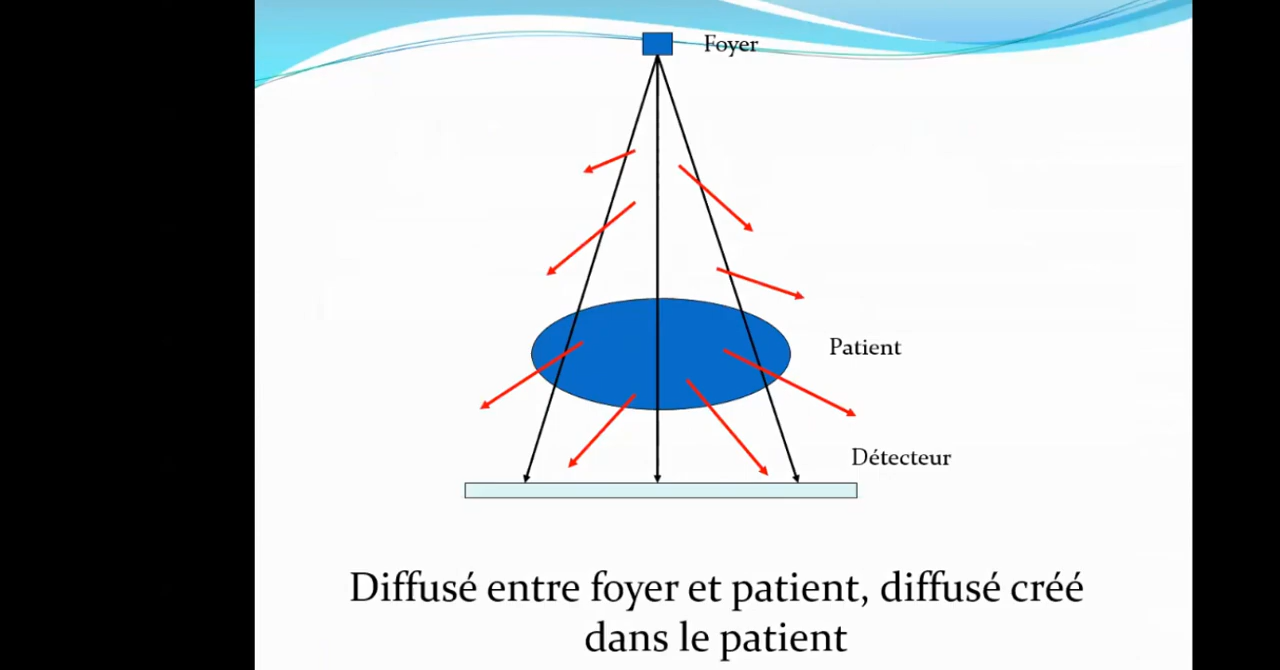 Foyer
Patient
Détecteur
Diffusé entre foyer et patient, diffusé créé
dans le patient